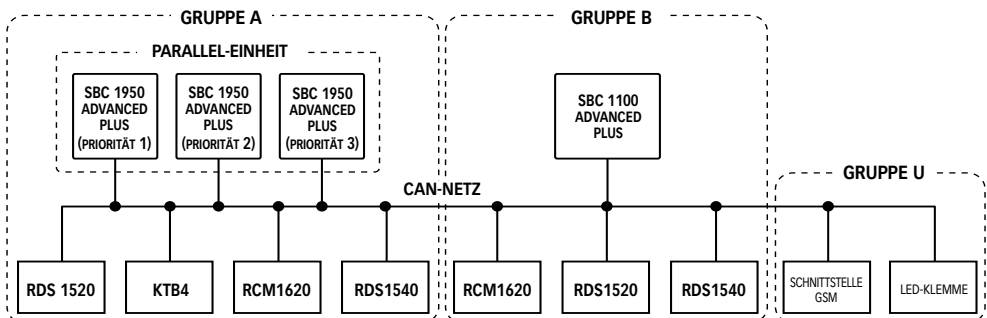 GRUPPE A
GRUPPE B
PARALLEL-EINHEIT
SBC 1950
ADVANCED
PLUS
(PRIORITÄT 1)
SBC 1950
ADVANCED
PLUS
(PRIORITÄT 2)
SBC 1950
ADVANCED
PLUS
(PRIORITÄT 3)
SBC 1100
ADVANCED
PLUS
GRUPPE U
CAN-NETZ
RDS 1520
KTB4
RCM1620
RDS1540
RCM1620
RDS1520
RDS1540
SCHNITTSTELLE
GSM
LED-KLEMME